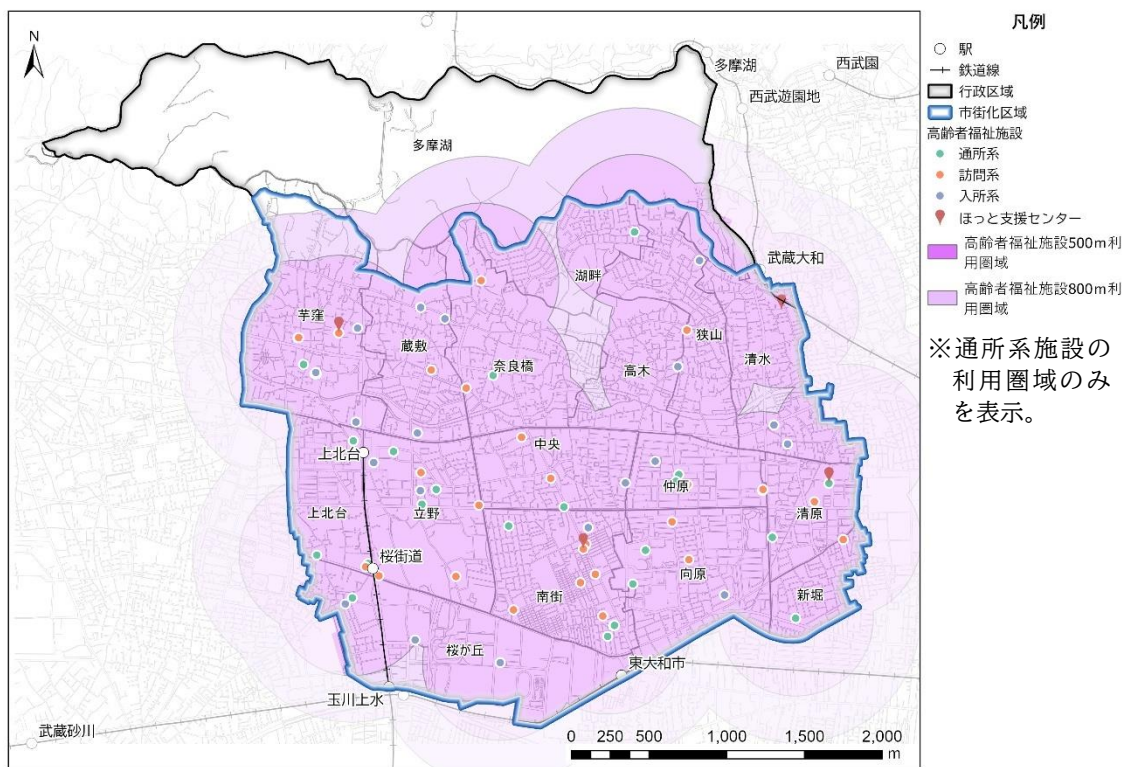 N
多摩湖
西武園
西武遊園地
多摩湖
武蔵大和
湖畔
芋窪
蔵敷
奈良橋
狭山
高木
清水
中央
上北台
仲原
上北台
立野
清原
桜街道
向原
南街
新堀
桜が丘
東大和市
玉川上水
武蔵砂川
0 250 500 1,000 1,500 2,000
m
凡例
駅
鉄道線
行政区域
市街化区域
高齢者福祉施設
通所系
訪問系
入所系
ほっと支援センター
高齢者福祉施設500m利
用圏域
高齢者福祉施設800m利
用圏域
※通所系施設の
利用圏域のみ
を表示。